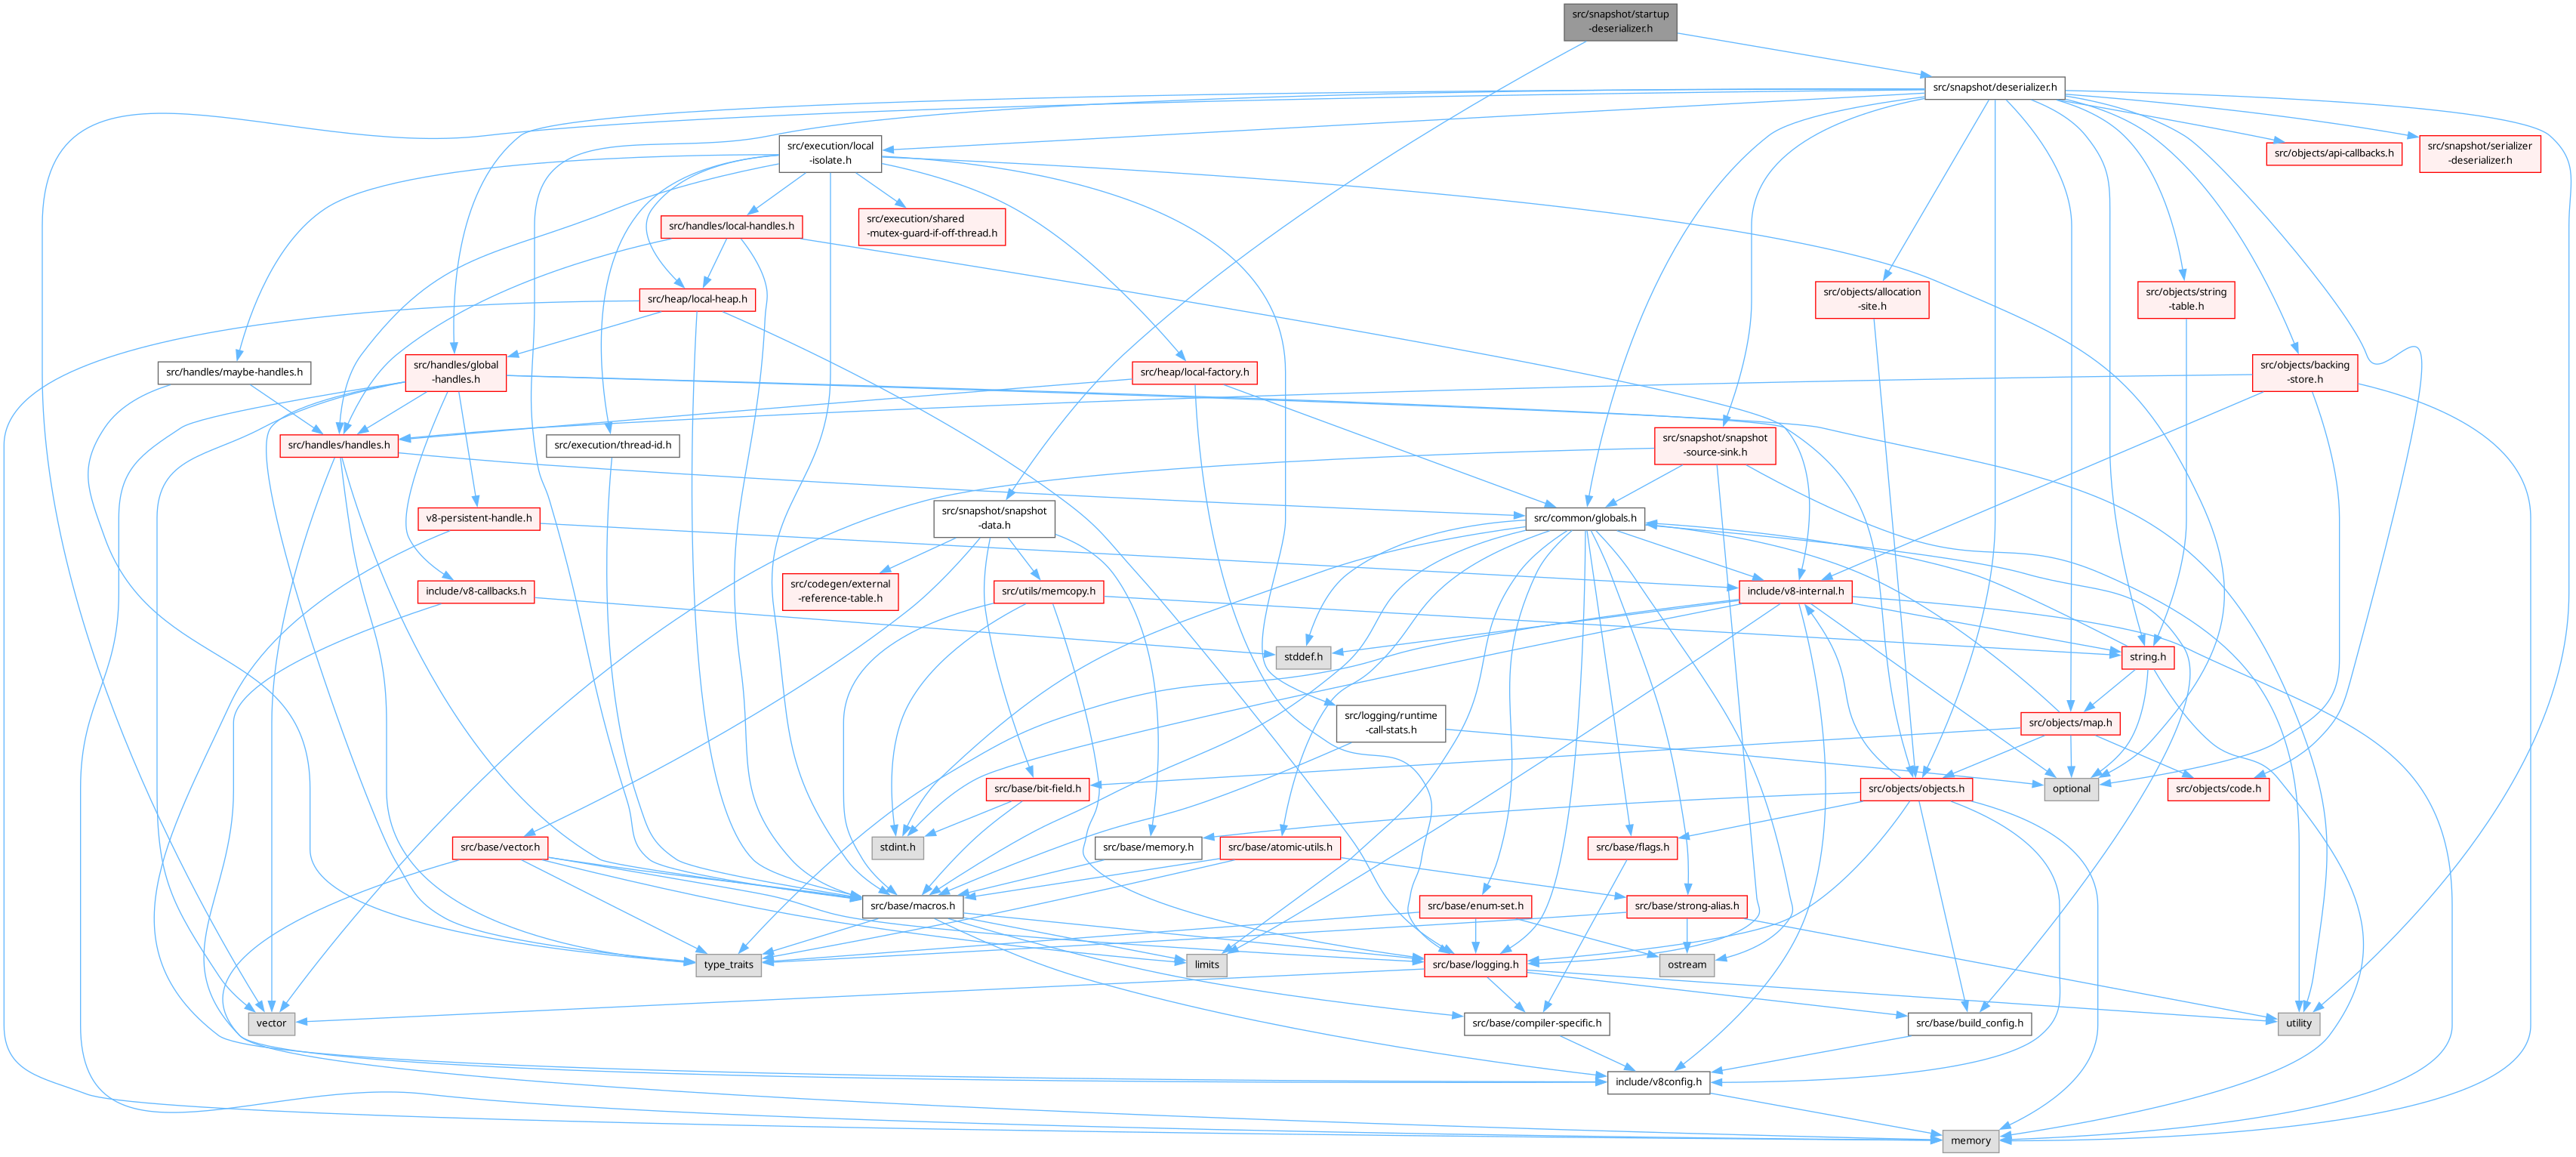 src/snapshot/startup
-deserializer.h
src/snapshot/deserializer.h
src/execution/local
-isolate.h
src/objects/api-callbacks.h
src/snapshot/serializer
-deserializer.h
src/handles/local-handles.h
src/execution/shared
-mutex-guard-if-off-thread.h
src/heap/local-heap.h
src/objects/allocation
-site.h
src/objects/string
-table.h
src/handles/maybe-handles.h
src/handles/global
-handles.h
src/heap/local-factory.h
src/objects/backing
-store.h
src/handles/handles.h
src/execution/thread-id.h
src/snapshot/snapshot
-source-sink.h
v8-persistent-handle.h
src/snapshot/snapshot
-data.h
src/common/globals.h
include/v8-callbacks.h
src/codegen/external
-reference-table.h
src/utils/memcopy.h
include/v8-internal.h
stddef.h
string.h
src/logging/runtime
-call-stats.h
src/objects/map.h
src/base/bit-field.h
src/objects/objects.h
optional
src/objects/code.h
src/base/vector.h
stdint.h
src/base/memory.h
src/base/atomic-utils.h
src/base/flags.h
src/base/macros.h
src/base/enum-set.h
src/base/strong-alias.h
type_traits
limits
src/base/logging.h
ostream
vector
src/base/compiler-specific.h
src/base/build_config.h
utility
include/v8config.h
memory